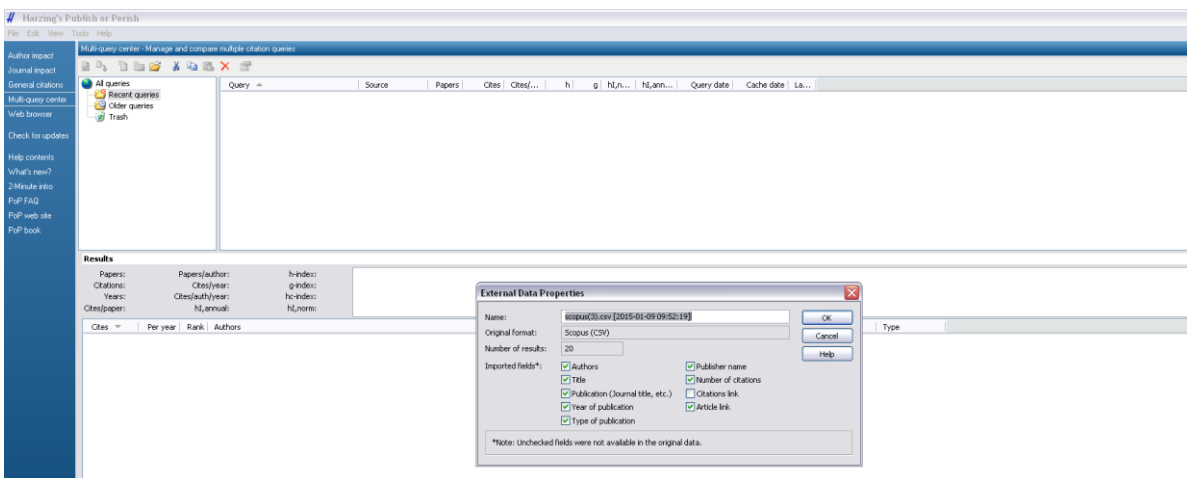 Harzing's Publish or Perish
File Edit View Tools Help
Author impact
Journal impact
General citations
Multi-query center
Web browser
Check for updates
Help contents
What's new?
2-Minute intro
PoP FAQ
PoP web site
PoP book
Multi-query center - Manage and compare multiple citation queries
All queries
Recent queries
Older queries
Trash
Query Source Papers Cites Cites/... h g hI,n... hI,ann... Query date Cache date La...
Results
Papers: Papers/author: h-index:
Citations: Cites/year: g-index:
Years: Cites/auth/year: hc-index:
Cites/paper: hI,annual: hI,norm:
Cites Per year Rank Authors Type
External Data Properties
Name: scopus(3).csv [2015-01-09 09:52:19] OK
Original format: Scopus (CSV) Cancel
Number of results: 20 Help
Imported fields*: Authors Publisher name
Title Number of citations
Publication (Journal title, etc.) Citations link
Year of publication Article link
Type of publication
*Note: Unchecked fields were not available in the original data.